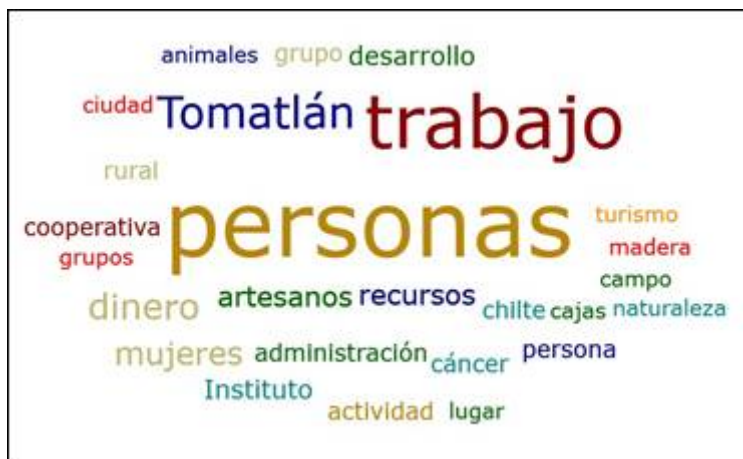 animales grupo desarrollo
ciudad Tomatlán trabajo
rural
personas
cooperativa turismo
grupos madera
campo
dinero artesanos recursos chilte cajas naturaleza
mujeres administración cáncer persona
Instituto
actividad lugar